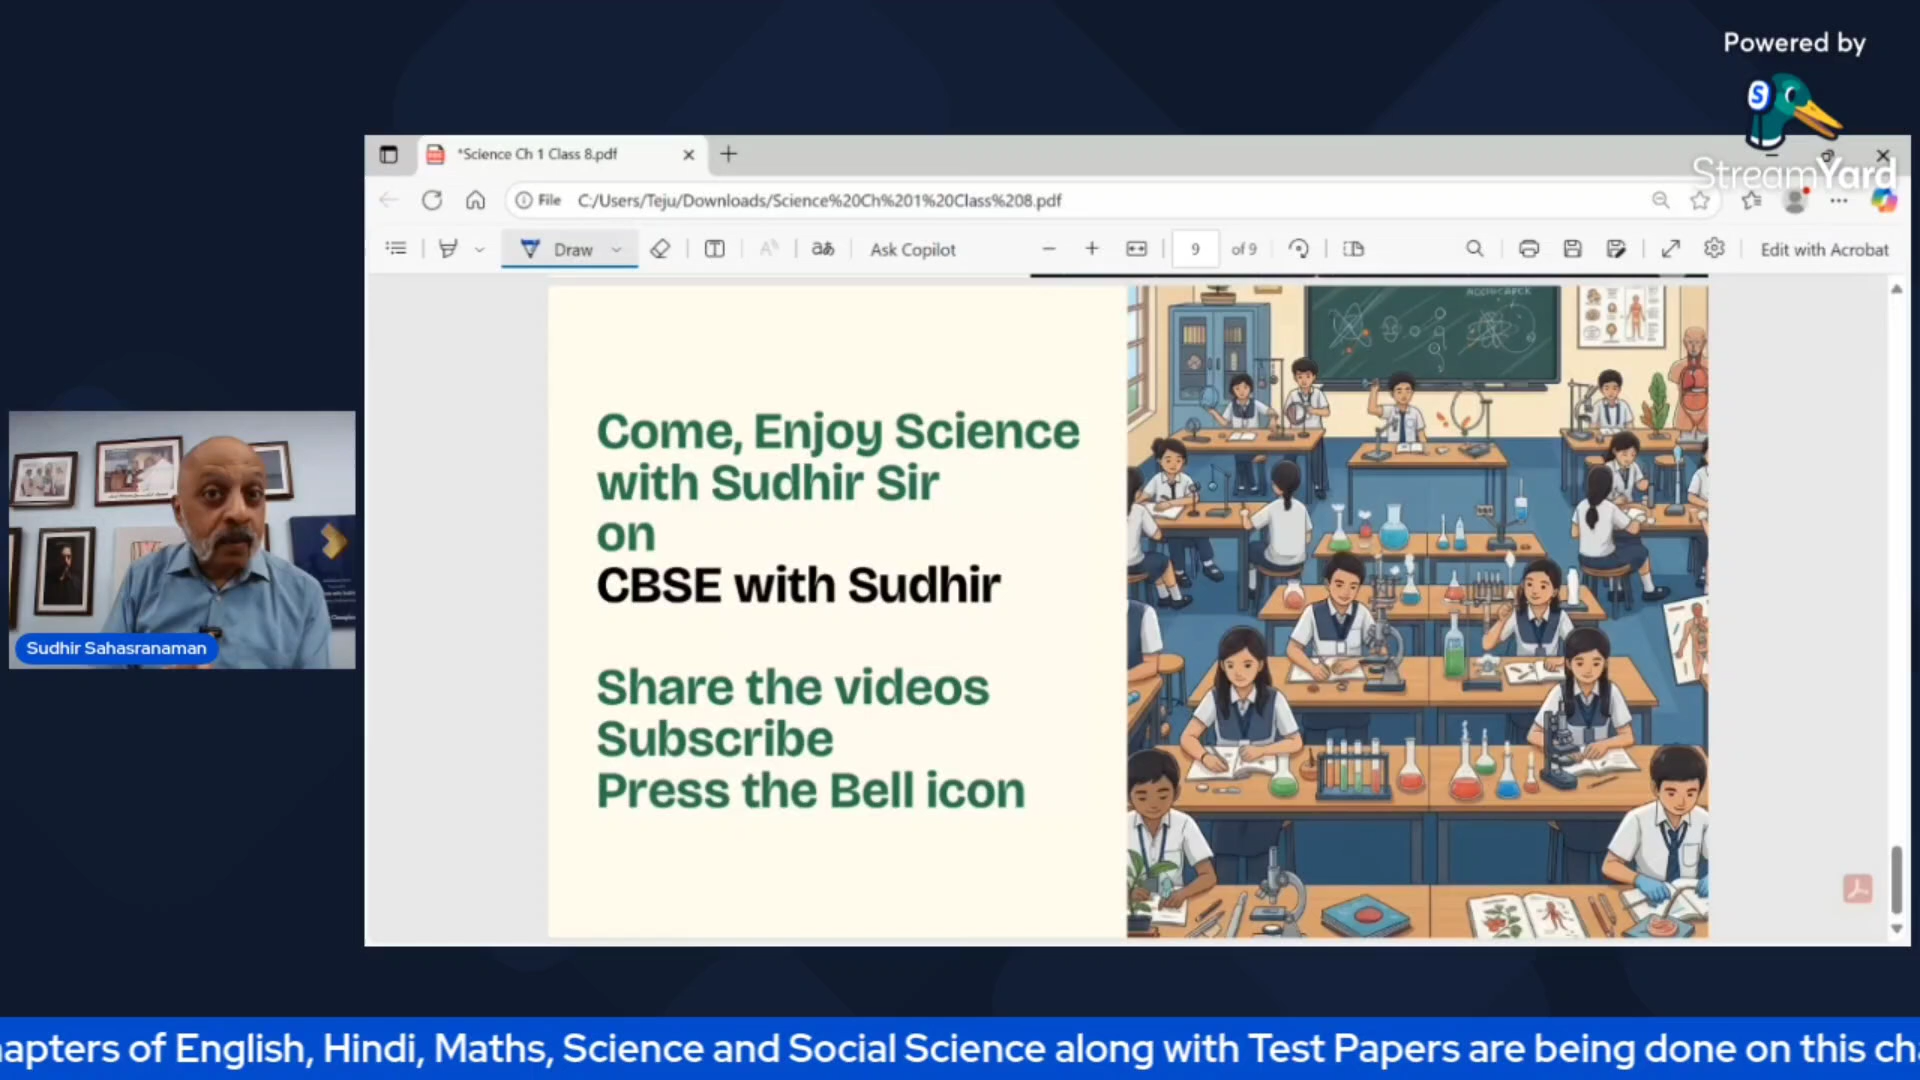 Powered by
StreamYard
*Science Ch 1 Class 8.pdf
File C:/Users/Teju/Downloads/Science%20Ch%201%20Class%208.pdf
Draw
aあ
Ask Copilot
9 of 9
Edit with Acrobat
Come, Enjoy Science
with Sudhir Sir
on
CBSE with Sudhir
Share the videos
Subscribe
Press the Bell icon
Sudhir Sahasranaman
apters of English, Hindi, Maths, Science and Social Science along with Test Papers are being done on this cha